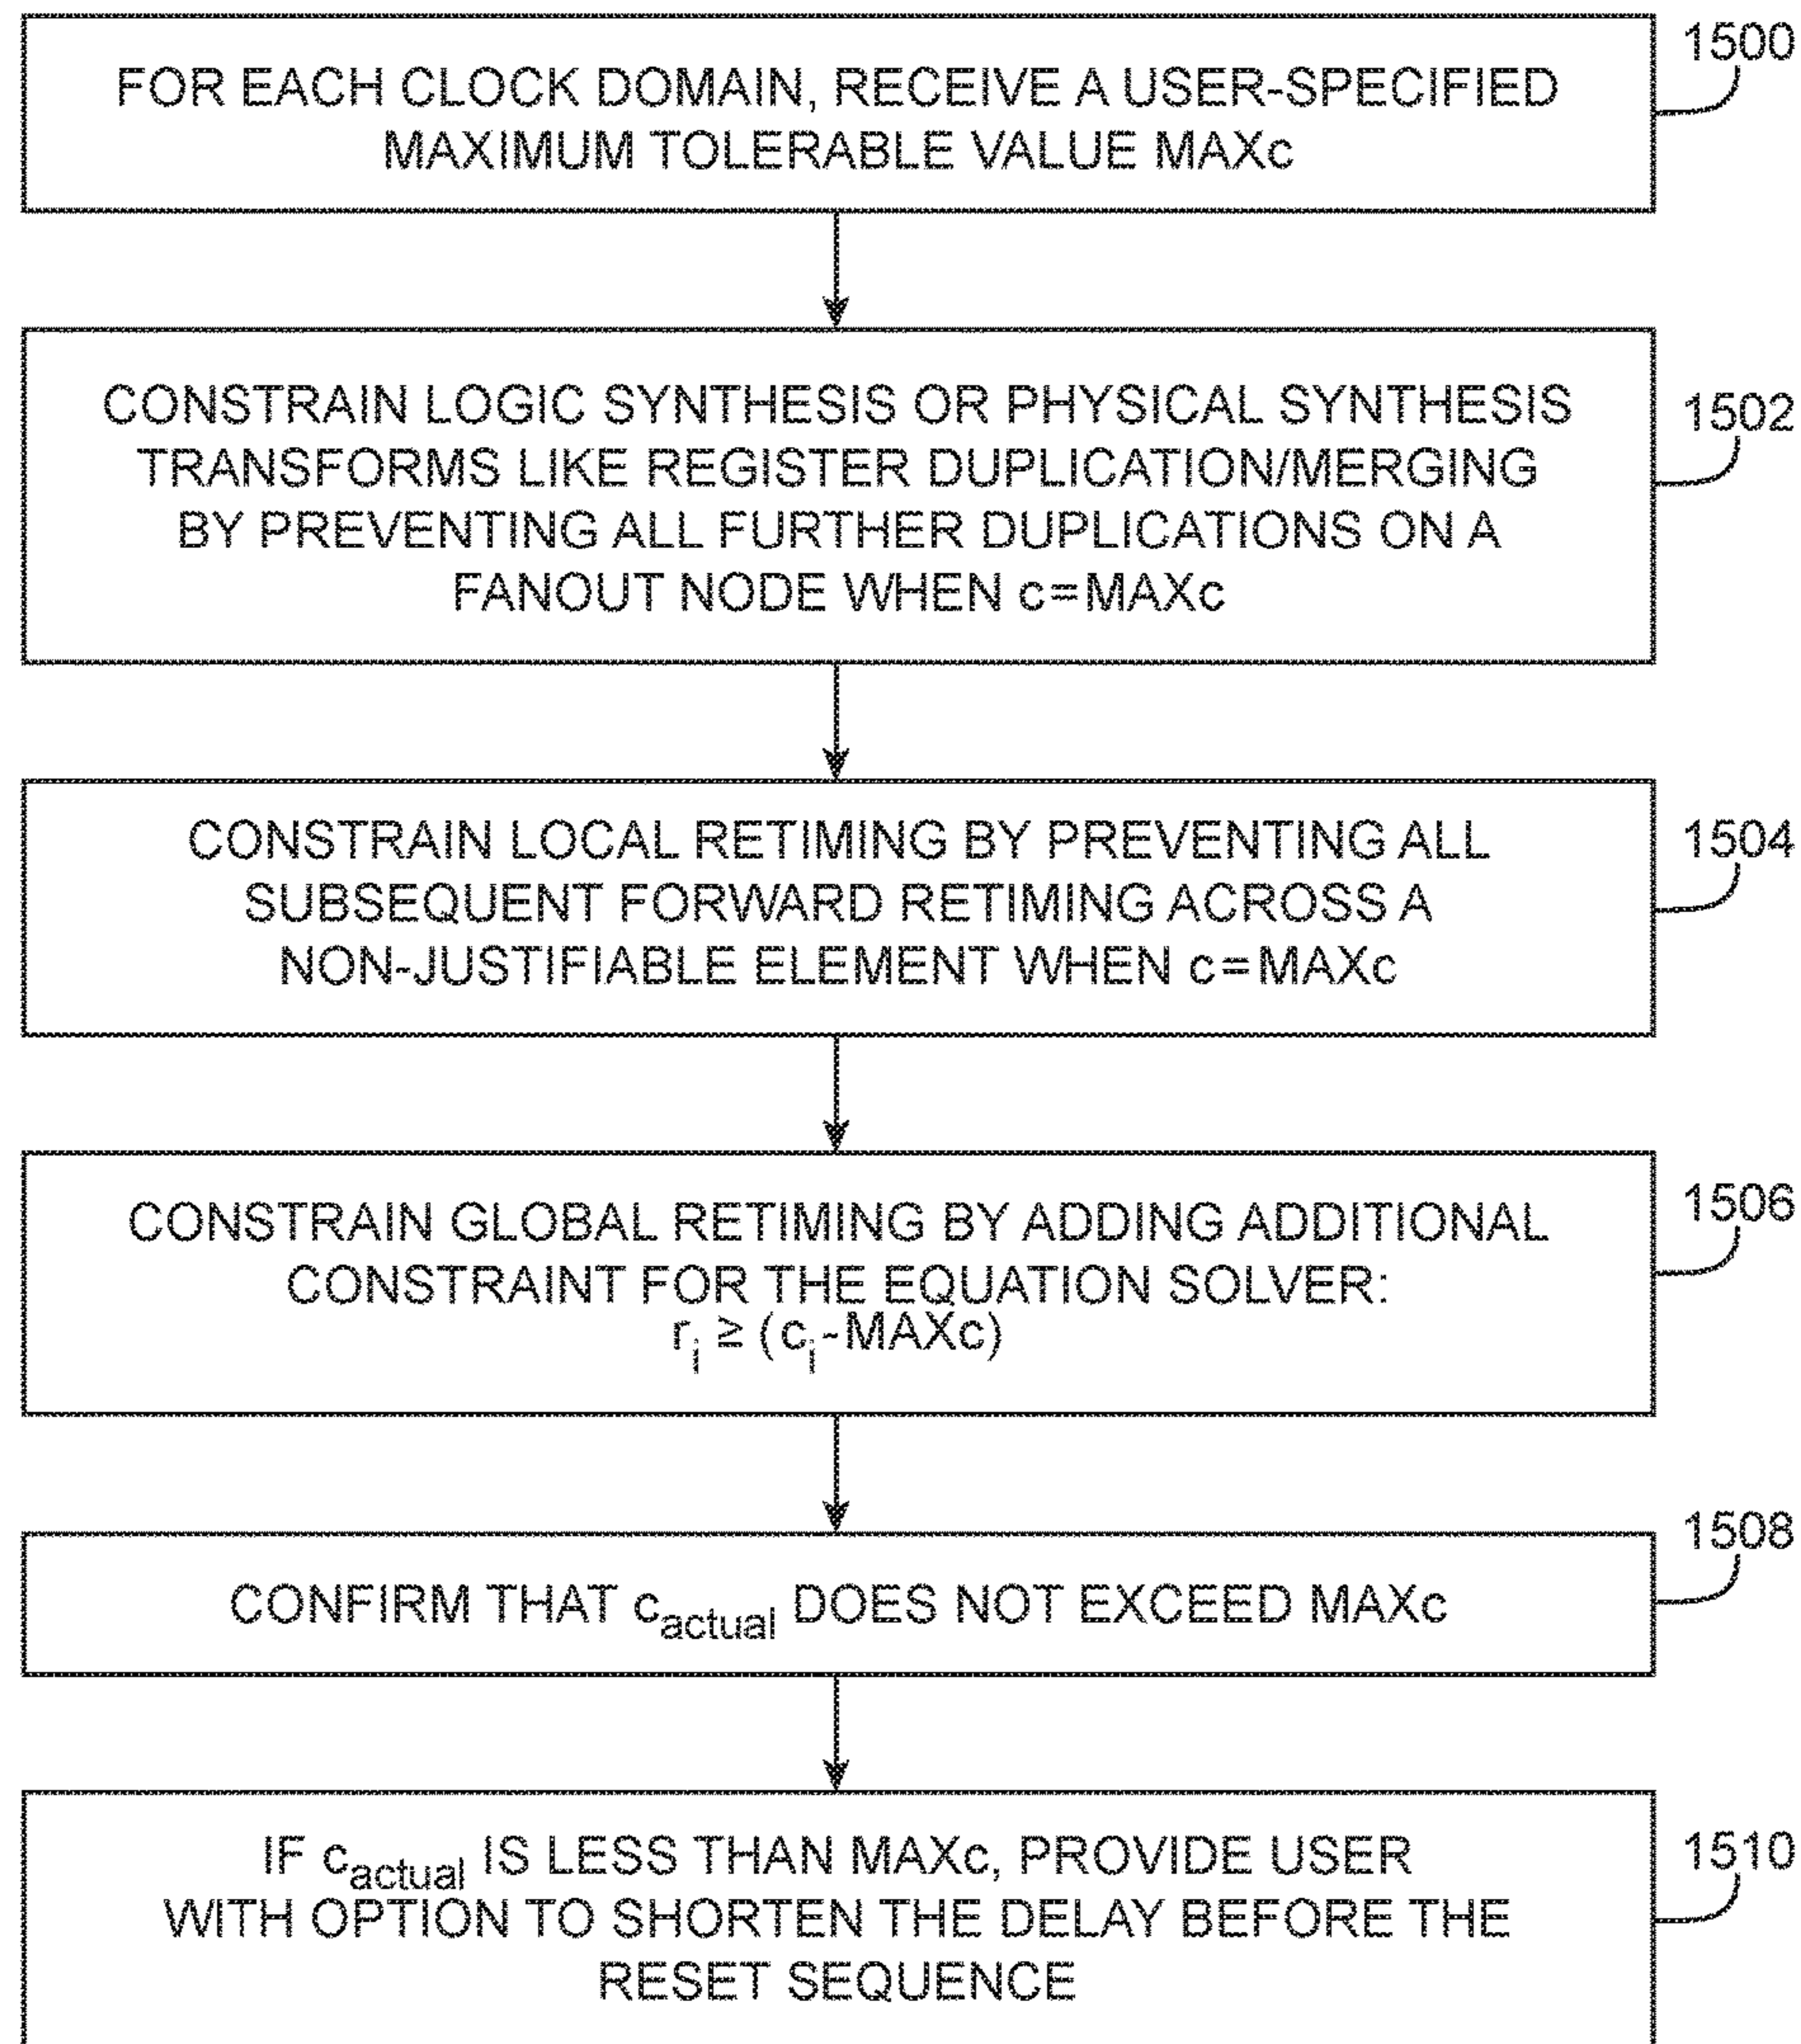 FOR EACH CLOCK DOMAIN, RECEIVE A USER-SPECIFIED
MAXIMUM TOLERABLE VALUE MAXc
1500
CONSTRAIN LOGIC SYNTHESIS OR PHYSICAL SYNTHESIS
TRANSFORMS LIKE REGISTER DUPLICATION/MERGING
BY PREVENTING ALL FURTHER DUPLICATIONS ON A
FANOUT NODE WHEN c=MAXc
1502
CONSTRAIN LOCAL RETIMING BY PREVENTING ALL
SUBSEQUENT FORWARD RETIMING ACROSS A
NON-JUSTIFIABLE ELEMENT WHEN c=MAXc
1504
CONSTRAIN GLOBAL RETIMING BY ADDING ADDITIONAL
CONSTRAINT FOR THE EQUATION SOLVER:
r_i ≥ (c_i-MAXc)
1506
CONFIRM THAT c_actual DOES NOT EXCEED MAXc
1508
IF c_actual IS LESS THAN MAXc, PROVIDE USER
WITH OPTION TO SHORTEN THE DELAY BEFORE THE
RESET SEQUENCE
1510